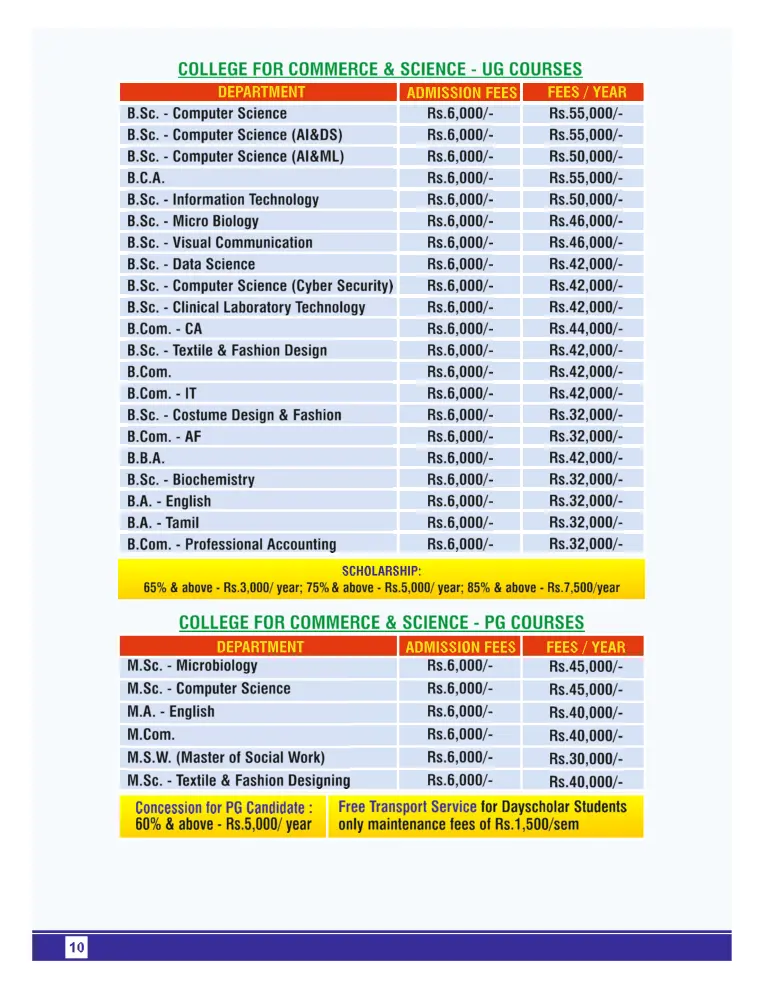 COLLEGE FOR COMMERCE & SCIENCE - UG COURSES
DEPARTMENT ADMISSION FEES FEES / YEAR
B.Sc. - Computer Science Rs.6,000/- Rs.55,000/-
B.Sc. - Computer Science (AI&DS) Rs.6,000/- Rs.55,000/-
B.Sc. - Computer Science (AI&ML) Rs.6,000/- Rs.50,000/-
B.C.A. Rs.6,000/- Rs.55,000/-
B.Sc. - Information Technology Rs.6,000/- Rs.50,000/-
B.Sc. - Micro Biology Rs.6,000/- Rs.46,000/-
B.Sc. - Visual Communication Rs.6,000/- Rs.46,000/-
B.Sc. - Data Science Rs.6,000/- Rs.42,000/-
B.Sc. - Computer Science (Cyber Security) Rs.6,000/- Rs.42,000/-
B.Sc. - Clinical Laboratory Technology Rs.6,000/- Rs.42,000/-
B.Com. - CA Rs.6,000/- Rs.44,000/-
B.Sc. - Textile & Fashion Design Rs.6,000/- Rs.42,000/-
B.Com. Rs.6,000/- Rs.42,000/-
B.Com. - IT Rs.6,000/- Rs.42,000/-
B.Sc. - Costume Design & Fashion Rs.6,000/- Rs.32,000/-
B.Com. - AF Rs.6,000/- Rs.32,000/-
B.B.A. Rs.6,000/- Rs.42,000/-
B.Sc. - Biochemistry Rs.6,000/- Rs.32,000/-
B.A. - English Rs.6,000/- Rs.32,000/-
B.A. - Tamil Rs.6,000/- Rs.32,000/-
B.Com. - Professional Accounting Rs.6,000/- Rs.32,000/-
SCHOLARSHIP:
65% & above - Rs.3,000/ year; 75% & above - Rs.5,000/ year; 85% & above - Rs.7,500/year
COLLEGE FOR COMMERCE & SCIENCE - PG COURSES
DEPARTMENT ADMISSION FEES FEES / YEAR
M.Sc. - Microbiology Rs.6,000/- Rs.45,000/-
M.Sc. - Computer Science Rs.6,000/- Rs.45,000/-
M.A. - English Rs.6,000/- Rs.40,000/-
M.Com. Rs.6,000/- Rs.40,000/-
M.S.W. (Master of Social Work) Rs.6,000/- Rs.30,000/-
M.Sc. - Textile & Fashion Designing Rs.6,000/- Rs.40,000/-
Concession for PG Candidate :
60% & above - Rs.5,000/ year
Free Transport Service for Dayscholar Students
only maintenance fees of Rs.1,500/sem
10